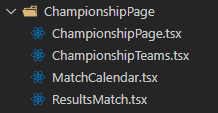 ChampionshipPage
ChampionshipPage.tsx
ChampionshipTeams.tsx
MatchCalendar.tsx
ResultsMatch.tsx